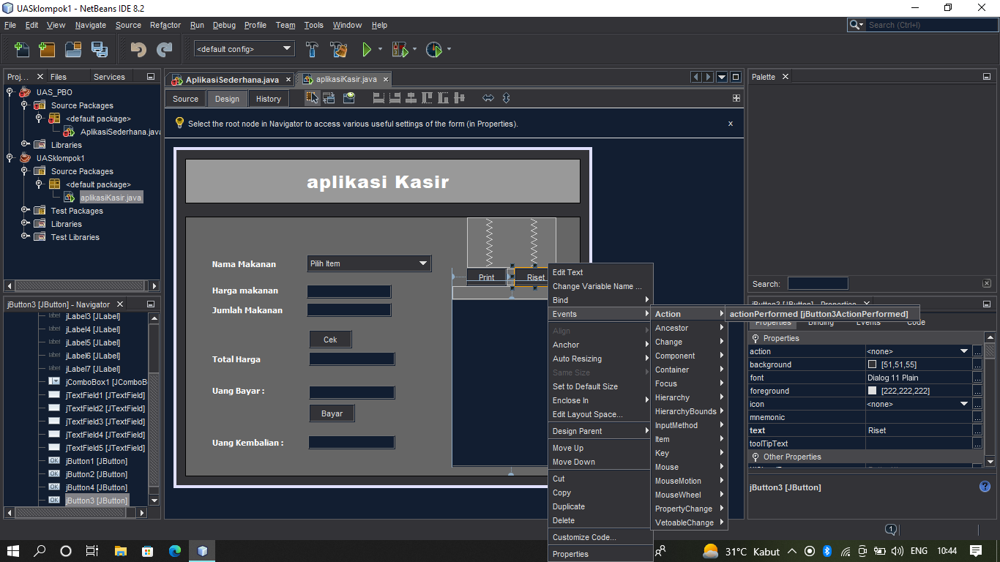 UASklompok1 - NetBeans IDE 8.2
File Edit View Navigate Source Refactor Run Debug Profile Team Tools Window Help
Search (Ctrl+I)
<default config>
Proj... Files Services
UAS_PBO
Source Packages
<default package>
AplikasiSederhana.java
Libraries
UASklompok1
Source Packages
<default package>
aplikasiKasir.java
Test Packages
Libraries
Test Libraries
jButton3 [JButton] - Navigator
jLabel3 [JLabel]
jLabel4 [JLabel]
jLabel5 [JLabel]
jLabel6 [JLabel]
jLabel7 [JLabel]
jComboBox1 [JComboB
jTextField1 [JTextField]
jTextField2 [JTextField]
jTextField3 [JTextField]
jTextField4 [JTextField]
jTextField5 [JTextField]
jButton1 [JButton]
jButton2 [JButton]
jButton4 [JButton]
jButton3 [JButton]
AplikasiSederhana.java aplikasiKasir.java
Source Design History
Select the root node in Navigator to access various useful settings of the form (in Properties).
aplikasi Kasir
Nama Makanan
Pilih Item
Harga makanan
Jumlah Makanan
Cek
Total Harga
Uang Bayar :
Bayar
Uang Kembalian :
Print Riset
Edit Text
Change Variable Name ...
Bind
Events
Align
Anchor
Auto Resizing
Same Size
Set to Default Size
Enclose In
Edit Layout Space...
Design Parent
Move Up
Move Down
Cut
Copy
Duplicate
Delete
Customize Code...
Properties
Action
Ancestor
Change
Component
Container
Focus
Hierarchy
HierarchyBounds
InputMethod
Item
Key
Mouse
MouseMotion
MouseWheel
PropertyChange
VetoableChange
actionPerformed [jButton3ActionPerformed]
Palette
Search:
jButton3 [JButton] - Properties
Properties Binding Events Code
Properties
action <none>
background [51,51,55]
font Dialog 11 Plain
foreground [222,222,222]
icon <none>
mnemonic
text Riset
toolTipText
Other Properties
jButton3 [JButton]
1
31°C Kabut
ENG
10:44